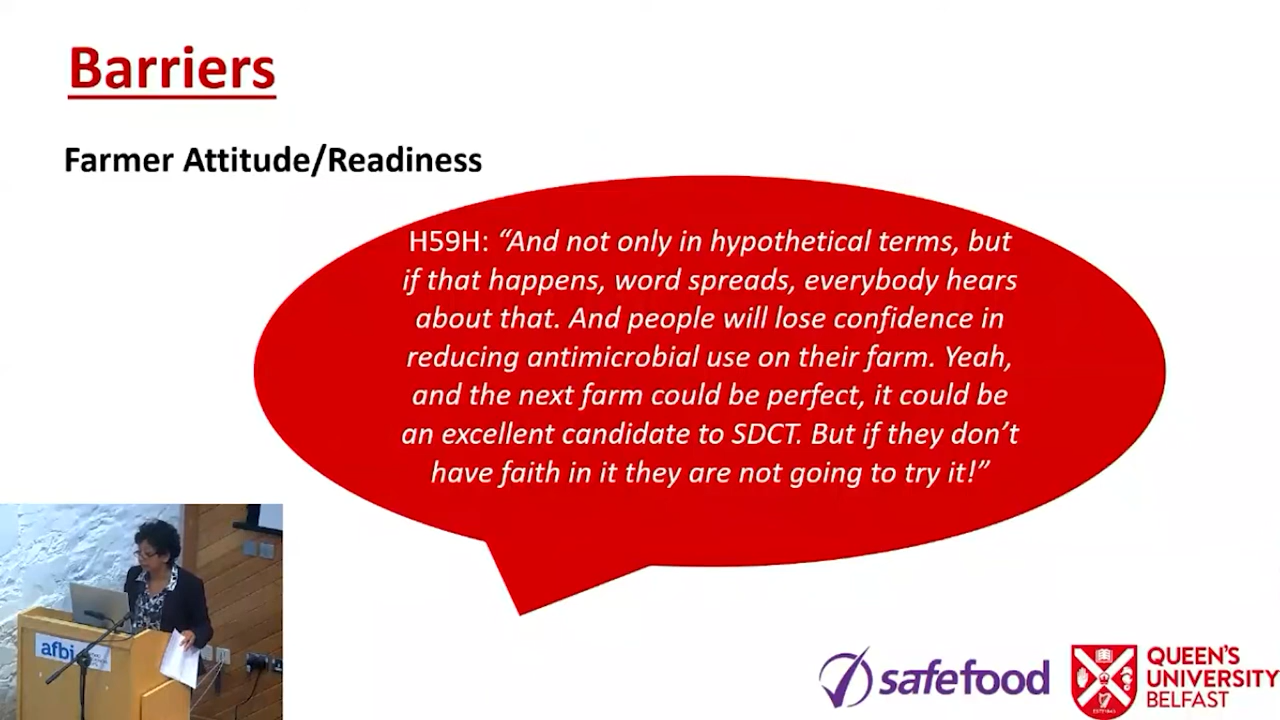 Barriers
Farmer Attitude/Readiness
H59H: “And not only in hypothetical terms, but
if that happens, word spreads, everybody hears
about that. And people will lose confidence in
reducing antimicrobial use on their farm. Yeah,
and the next farm could be perfect, it could be
an excellent candidate to SDCT. But if they don’t
have faith in it they are not going to try it!”
afbi
safefood
QUEEN'S
UNIVERSITY
BELFAST